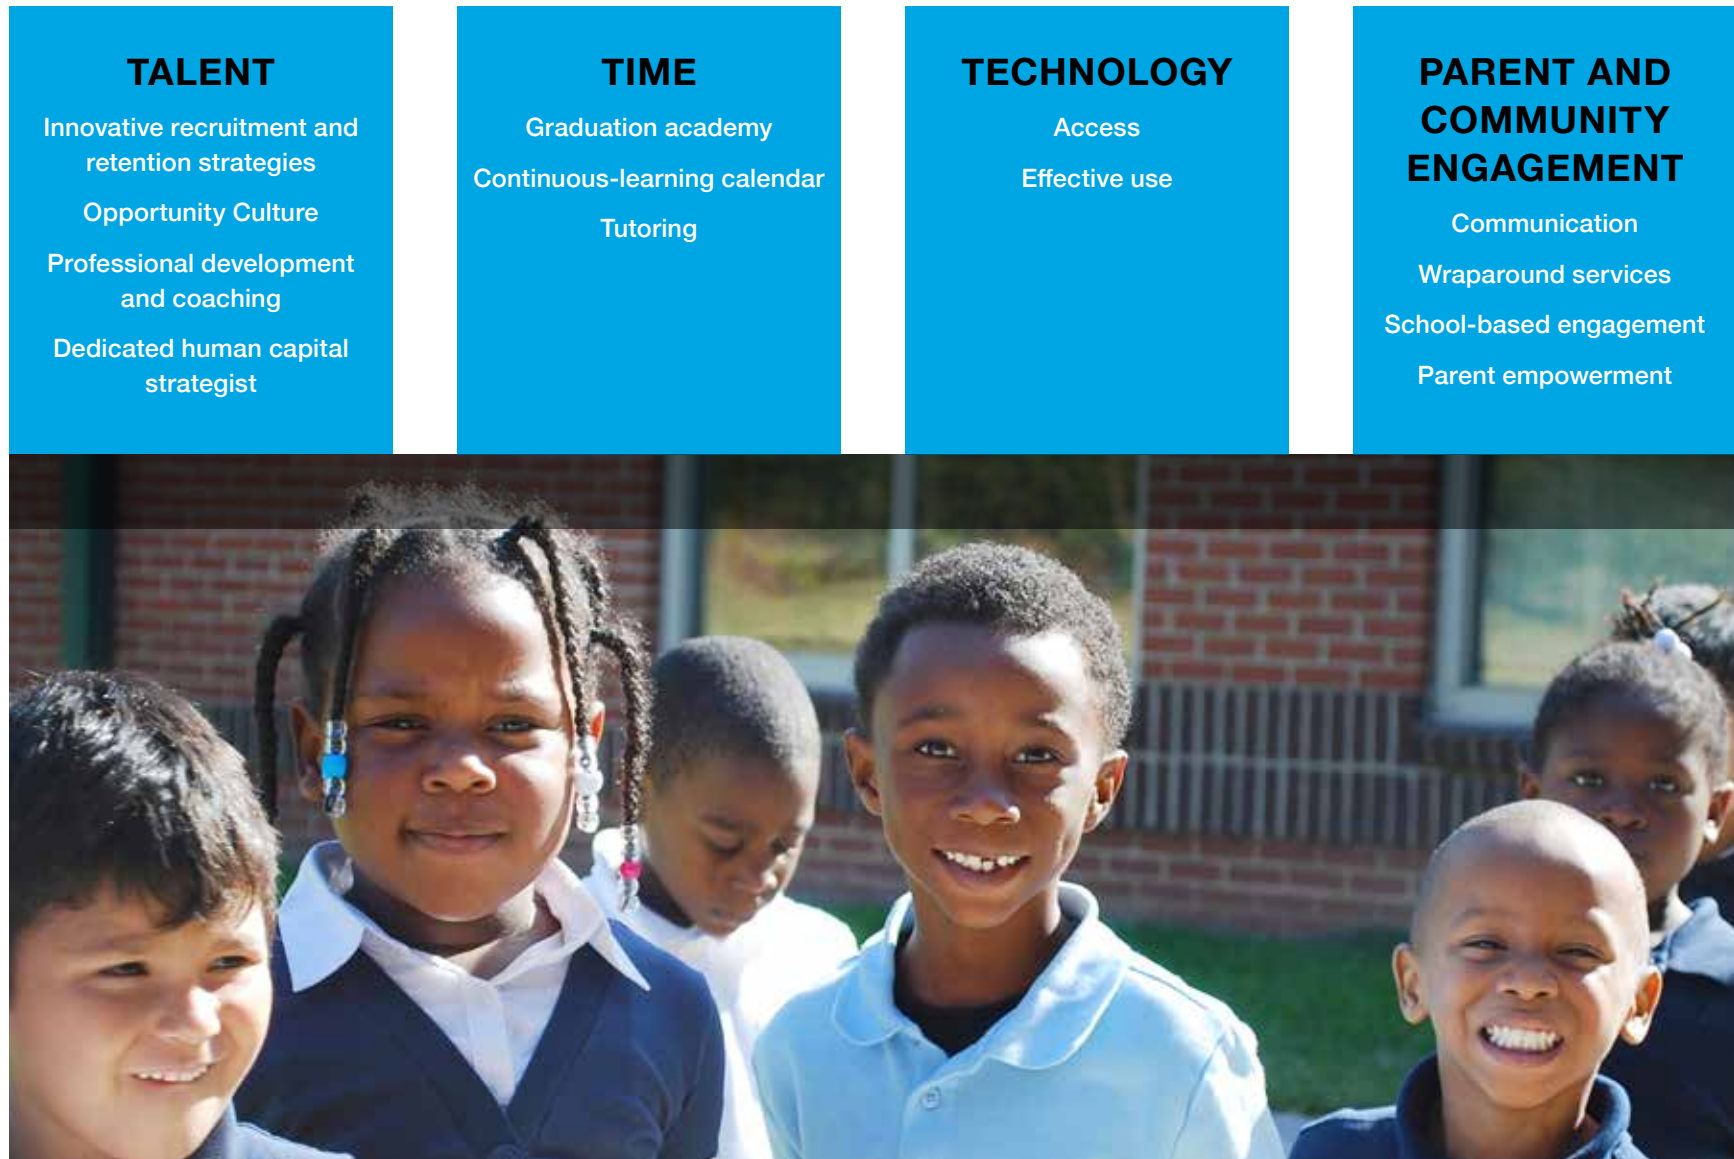 TALENT
Innovative recruitment and
retention strategies
Opportunity Culture
Professional development
and coaching
Dedicated human capital
strategist
TIME
Graduation academy
Continuous-learning calendar
Tutoring
TECHNOLOGY
Access
Effective use
PARENT AND
COMMUNITY
ENGAGEMENT
Communication
Wraparound services
School-based engagement
Parent empowerment